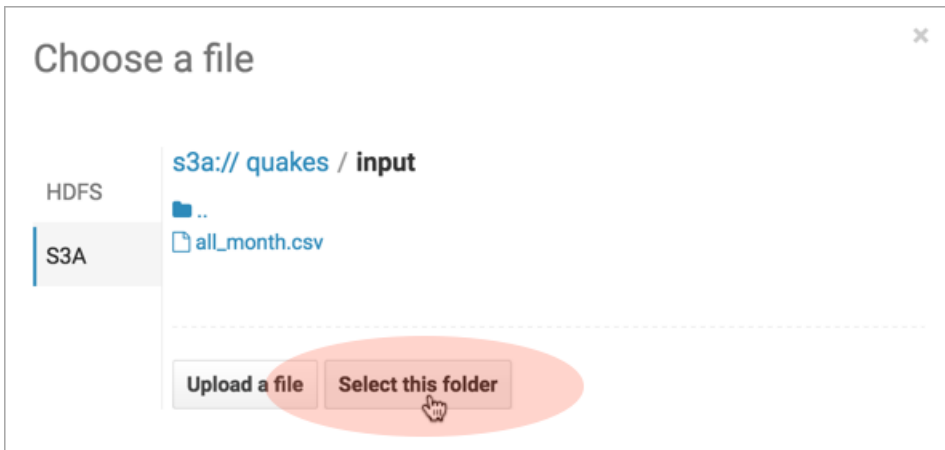 ×
Choose a file
HDFS
S3A
s3a:// quakes / input
..
all_month.csv
Upload a file
Select this folder